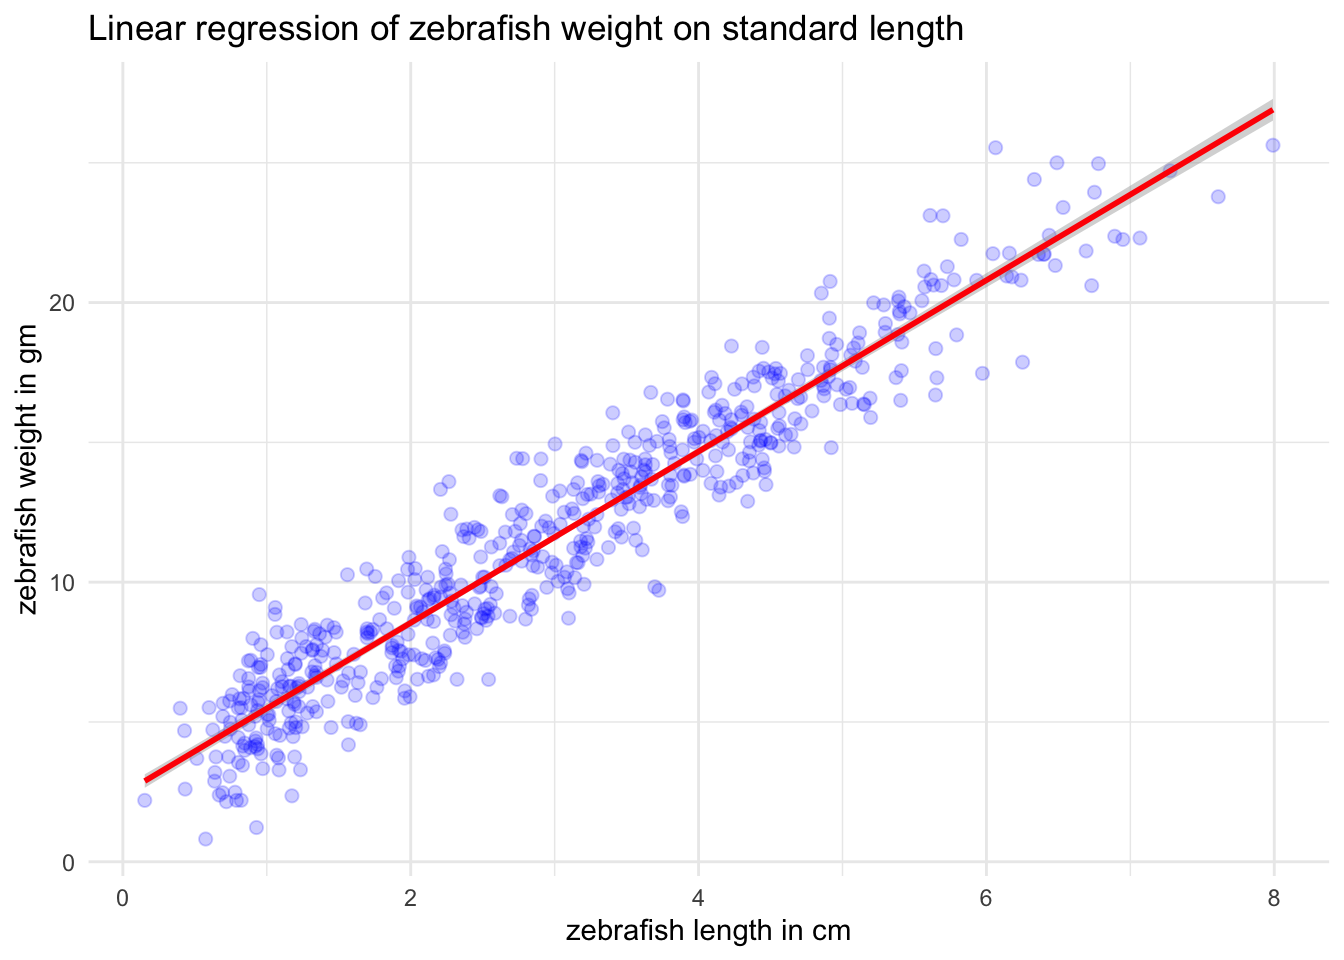 Linear regression of zebrafish weight on standard length
zebrafish weight in gm
20
10
0
0 2 4 6 8
zebrafish length in cm